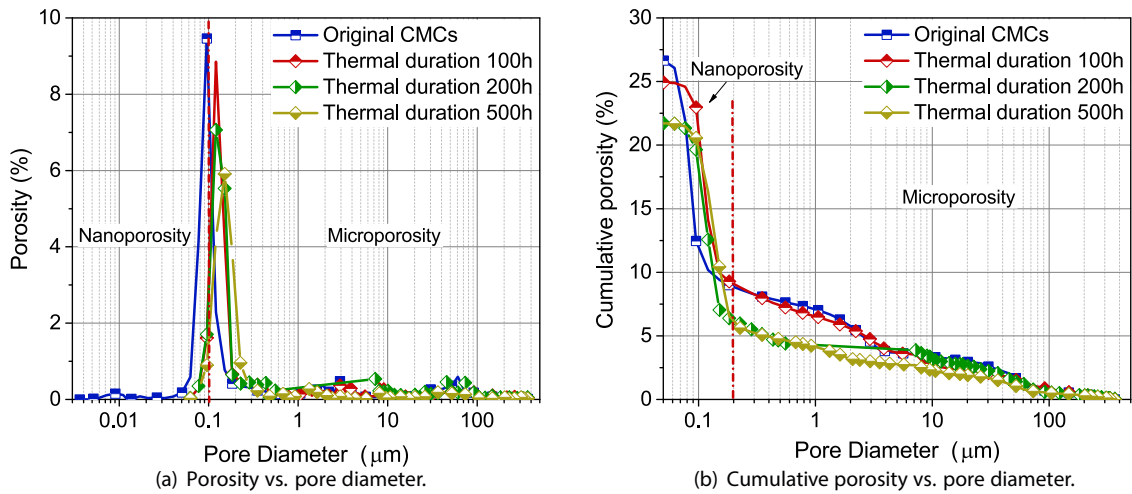 10
8
6
4
2
0
Porosity (%)
Original CMCs
Thermal duration 100h
Thermal duration 200h
Thermal duration 500h
Nanoporosity
Microporosity
0.01
0.1
1
10
100
Pore Diameter (μm)
(a) Porosity vs. pore diameter.
30
25
20
15
10
5
0
Cumulative porosity (%)
Original CMCs
Thermal duration 100h
Thermal duration 200h
Thermal duration 500h
Nanoporosity
Microporosity
0.1
1
10
100
Pore Diameter (μm)
(b) Cumulative porosity vs. pore diameter.